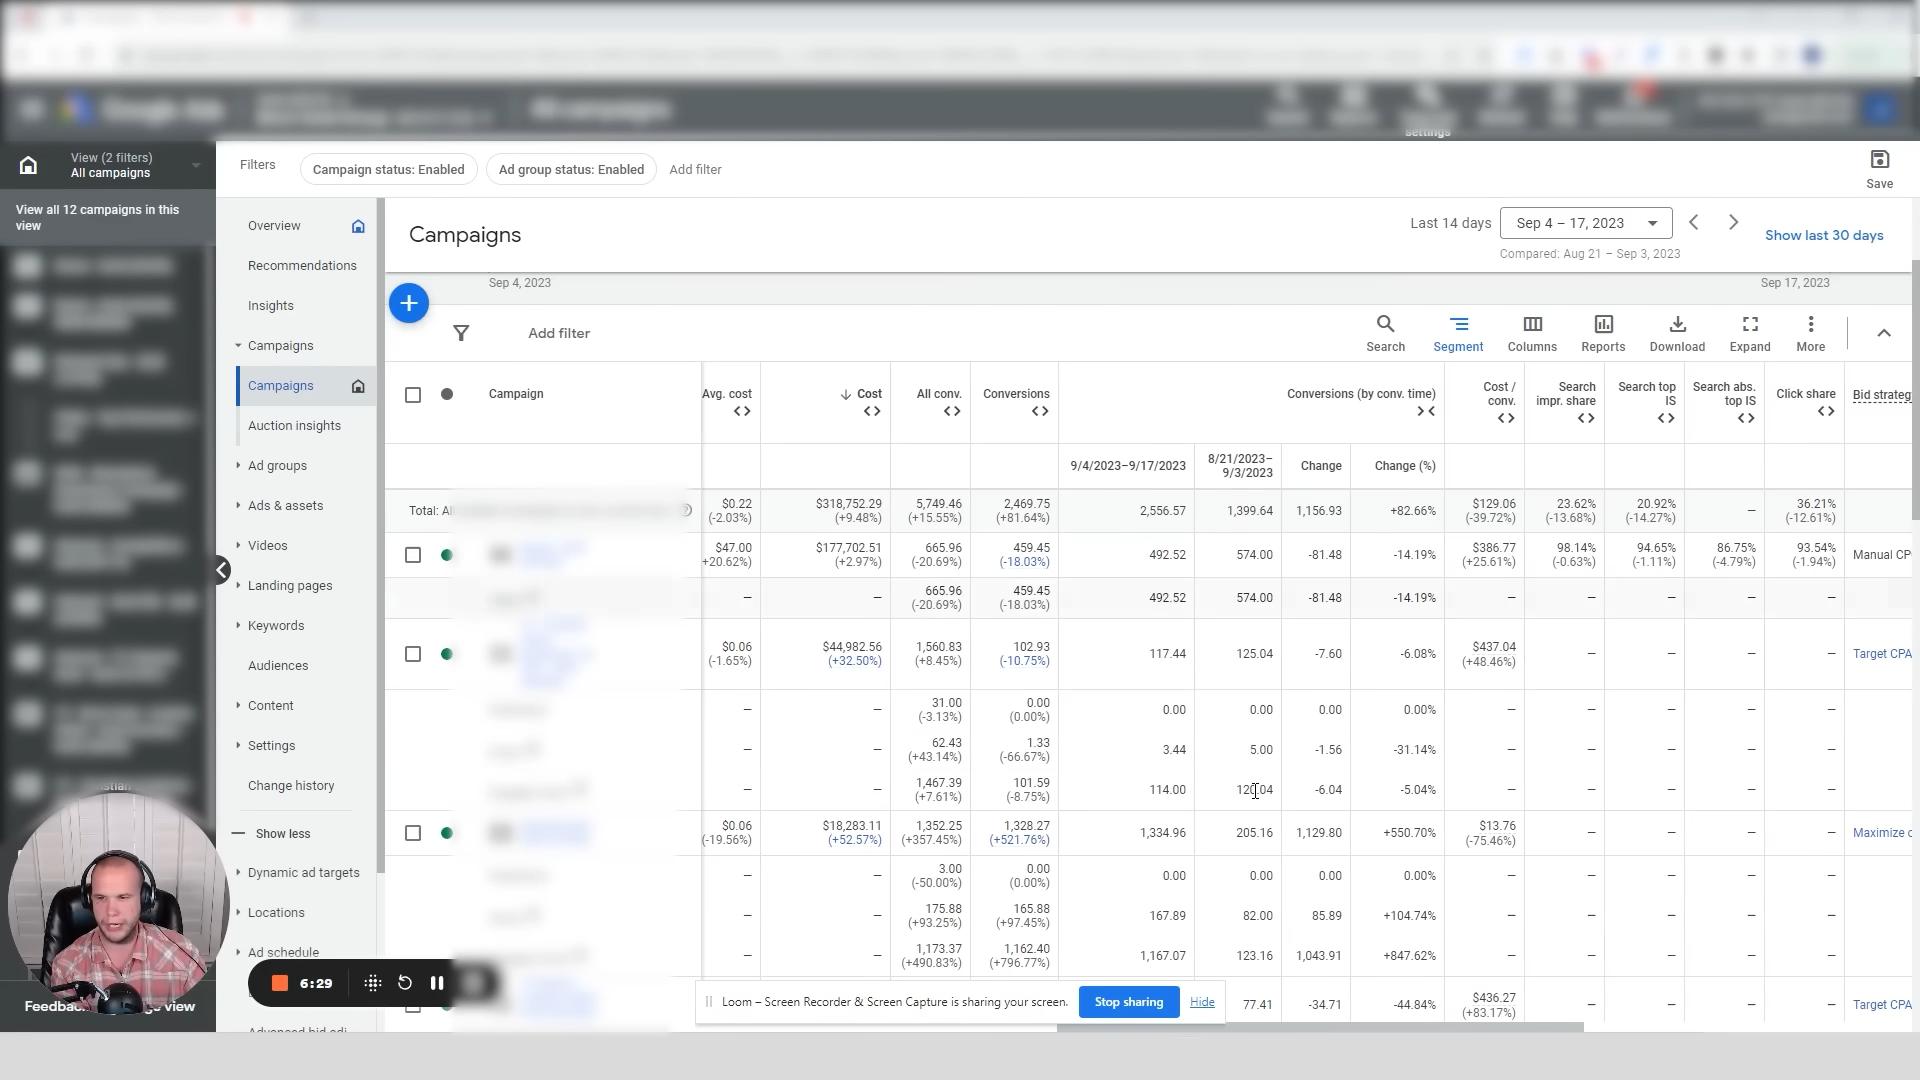 settings
View (2 filters)
All campaigns
Filters
Campaign status: Enabled
Ad group status: Enabled
Add filter
Save
View all 12 campaigns in this
view
Overview
Recommendations
Insights
Campaigns
Campaigns
Auction insights
Ad groups
Ads & assets
Videos
Landing pages
Keywords
Audiences
Content
Settings
Change history
Show less
Dynamic ad targets
Locations
Ad schedule
Campaigns
Last 14 days
Sep 4 – 17, 2023
Compared: Aug 21 – Sep 3, 2023
Show last 30 days
Sep 4, 2023
Sep 17, 2023
Add filter
Search
Segment
Columns
Reports
Download
Expand
More
Campaign
Avg. cost
Cost
All conv.
Conversions
Conversions (by conv. time)
Cost /
conv.
Search
impr. share
Search top
IS
Search abs.
top IS
Click share
Bid strateg
9/4/2023–9/17/2023
8/21/2023–
9/3/2023
Change
Change (%)
Total:
$0.22
(-2.03%)
$318,752.29
(+9.48%)
5,749.46
(+15.55%)
2,469.75
(+81.64%)
2,556.57
1,399.64
1,156.93
+82.66%
$129.06
(-39.72%)
23.62%
(-13.68%)
20.92%
(-14.27%)
—
36.21%
(-12.61%)
$47.00
+20.62%)
$177,702.51
(+2.97%)
665.96
(-20.69%)
459.45
(-18.03%)
492.52
574.00
-81.48
-14.19%
$386.77
(+25.61%)
98.14%
(-0.63%)
94.65%
(-1.11%)
86.75%
(-4.79%)
93.54%
(-1.94%)
Manual CP
—
—
665.96
(-20.69%)
459.45
(-18.03%)
492.52
574.00
-81.48
-14.19%
—
—
—
—
—
$0.06
(-1.65%)
$44,982.56
(+32.50%)
1,560.83
(+8.45%)
102.93
(-10.75%)
117.44
125.04
-7.60
-6.08%
$437.04
(+48.46%)
—
—
—
—
Target CPA
—
—
31.00
(-3.13%)
0.00
(0.00%)
0.00
0.00
0.00
0.00%
—
—
—
—
—
—
—
62.43
(+43.14%)
1.33
(-66.67%)
3.44
5.00
-1.56
-31.14%
—
—
—
—
—
—
—
1,467.39
(+7.61%)
101.59
(-8.75%)
114.00
120.04
-6.04
-5.04%
—
—
—
—
—
$0.06
(-19.56%)
$18,283.11
(+52.57%)
1,352.25
(+357.45%)
1,328.27
(+521.76%)
1,334.96
205.16
1,129.80
+550.70%
$13.76
(-75.46%)
—
—
—
—
Maximize c
—
—
3.00
(-50.00%)
0.00
(0.00%)
0.00
0.00
0.00
0.00%
—
—
—
—
—
—
—
175.88
(+93.25%)
165.88
(+97.45%)
167.89
82.00
85.89
+104.74%
—
—
—
—
—
—
—
1,173.37
(+490.83%)
1,162.40
(+796.77%)
1,167.07
123.16
1,043.91
+847.62%
—
—
—
—
—
77.41
-34.71
-44.84%
$436.27
(+83.17%)
—
—
—
—
Target CPA
6:29
Loom – Screen Recorder & Screen Capture is sharing your screen.
Stop sharing
Hide
view